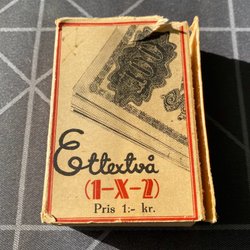 Ettextvå
(1-X-2)
Pris 1:- kr.